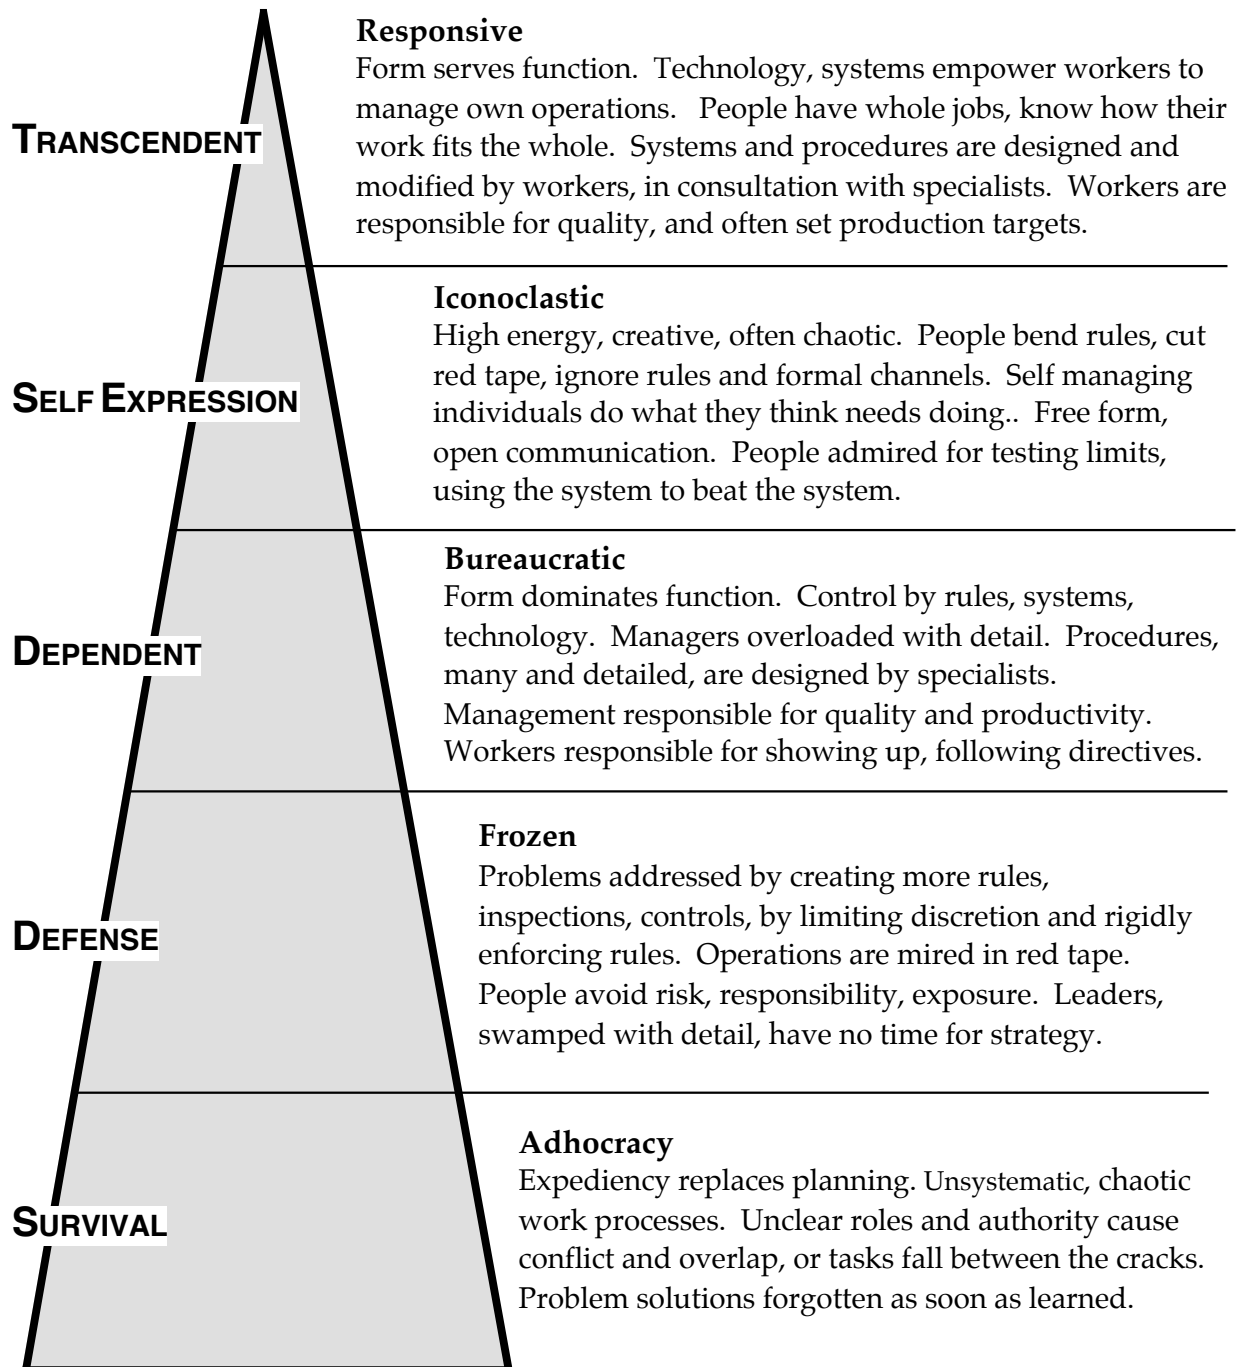 Responsive
Form serves function.  Technology, systems empower workers to
manage own operations.   People have whole jobs, know how their
work fits the whole.  Systems and procedures are designed and
modified by workers, in consultation with specialists.  Workers are
responsible for quality, and often set production targets.
TRANSCENDENT
Iconoclastic
High energy, creative, often chaotic.  People bend rules, cut
red tape, ignore rules and formal channels.  Self managing
individuals do what they think needs doing..  Free form,
open communication.  People admired for testing limits,
using the system to beat the system.
SELF EXPRESSION
Bureaucratic
Form dominates function.  Control by rules, systems,
technology.  Managers overloaded with detail.  Procedures,
many and detailed, are designed by specialists.
Management responsible for quality and productivity.
Workers responsible for showing up, following directives.
DEPENDENT
Frozen
Problems addressed by creating more rules,
inspections, controls, by limiting discretion and rigidly
enforcing rules.  Operations are mired in red tape.
People avoid risk, responsibility, exposure.  Leaders,
swamped with detail, have no time for strategy.
DEFENSE
Adhocracy
Expediency replaces planning. Unsystematic, chaotic
work processes.  Unclear roles and authority cause
conflict and overlap, or tasks fall between the cracks.
Problem solutions forgotten as soon as learned.
SURVIVAL